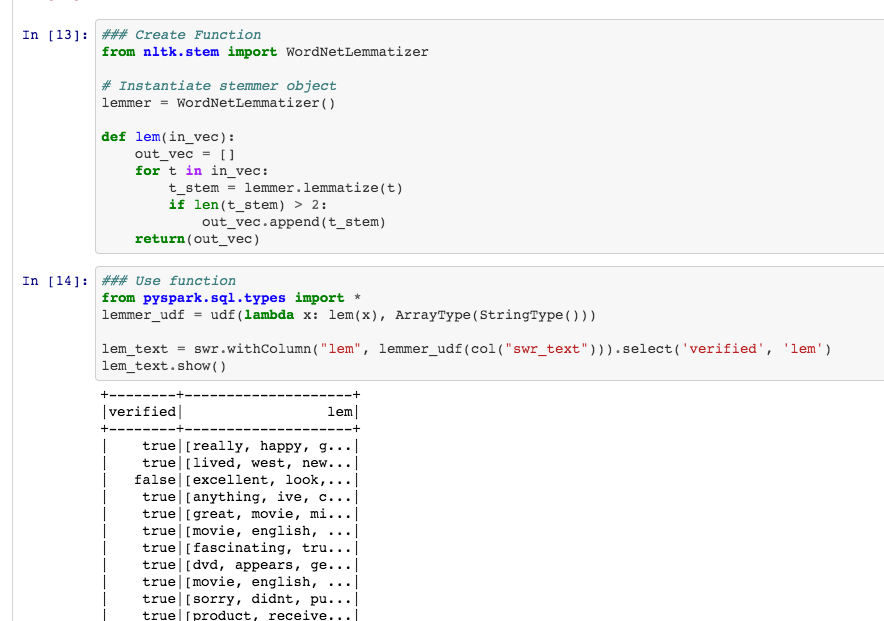 In [13]: ### Create Function
from nltk.stem import WordNetLemmatizer
# Instantiate stemmer object
lemmer = WordNetLemmatizer()
def lem(in_vec):
    out_vec = []
    for t in in_vec:
        t_stem = lemmer.lemmatize(t)
        if len(t_stem) > 2:
            out_vec.append(t_stem)
    return(out_vec)
In [14]: ### Use function
from pyspark.sql.types import *
lemmer_udf = udf(lambda x: lem(x), ArrayType(StringType()))
lem_text = swr.withColumn("lem", lemmer_udf(col("swr_text"))).select('verified', 'lem')
lem_text.show()
+--------+--------------------+
|verified|                 lem|
+--------+--------------------+
|    true|[really, happy, g...|
|    true|[lived, west, new...|
|   false|[excellent, look,...|
|    true|[anything, ive, c...|
|    true|[great, movie, mi...|
|    true|[movie, english, ...|
|    true|[fascinating, tru...|
|    true|[dvd, appears, ge...|
|    true|[movie, english, ...|
|    true|[sorry, didnt, pu...|
|    true|[product, receive...|